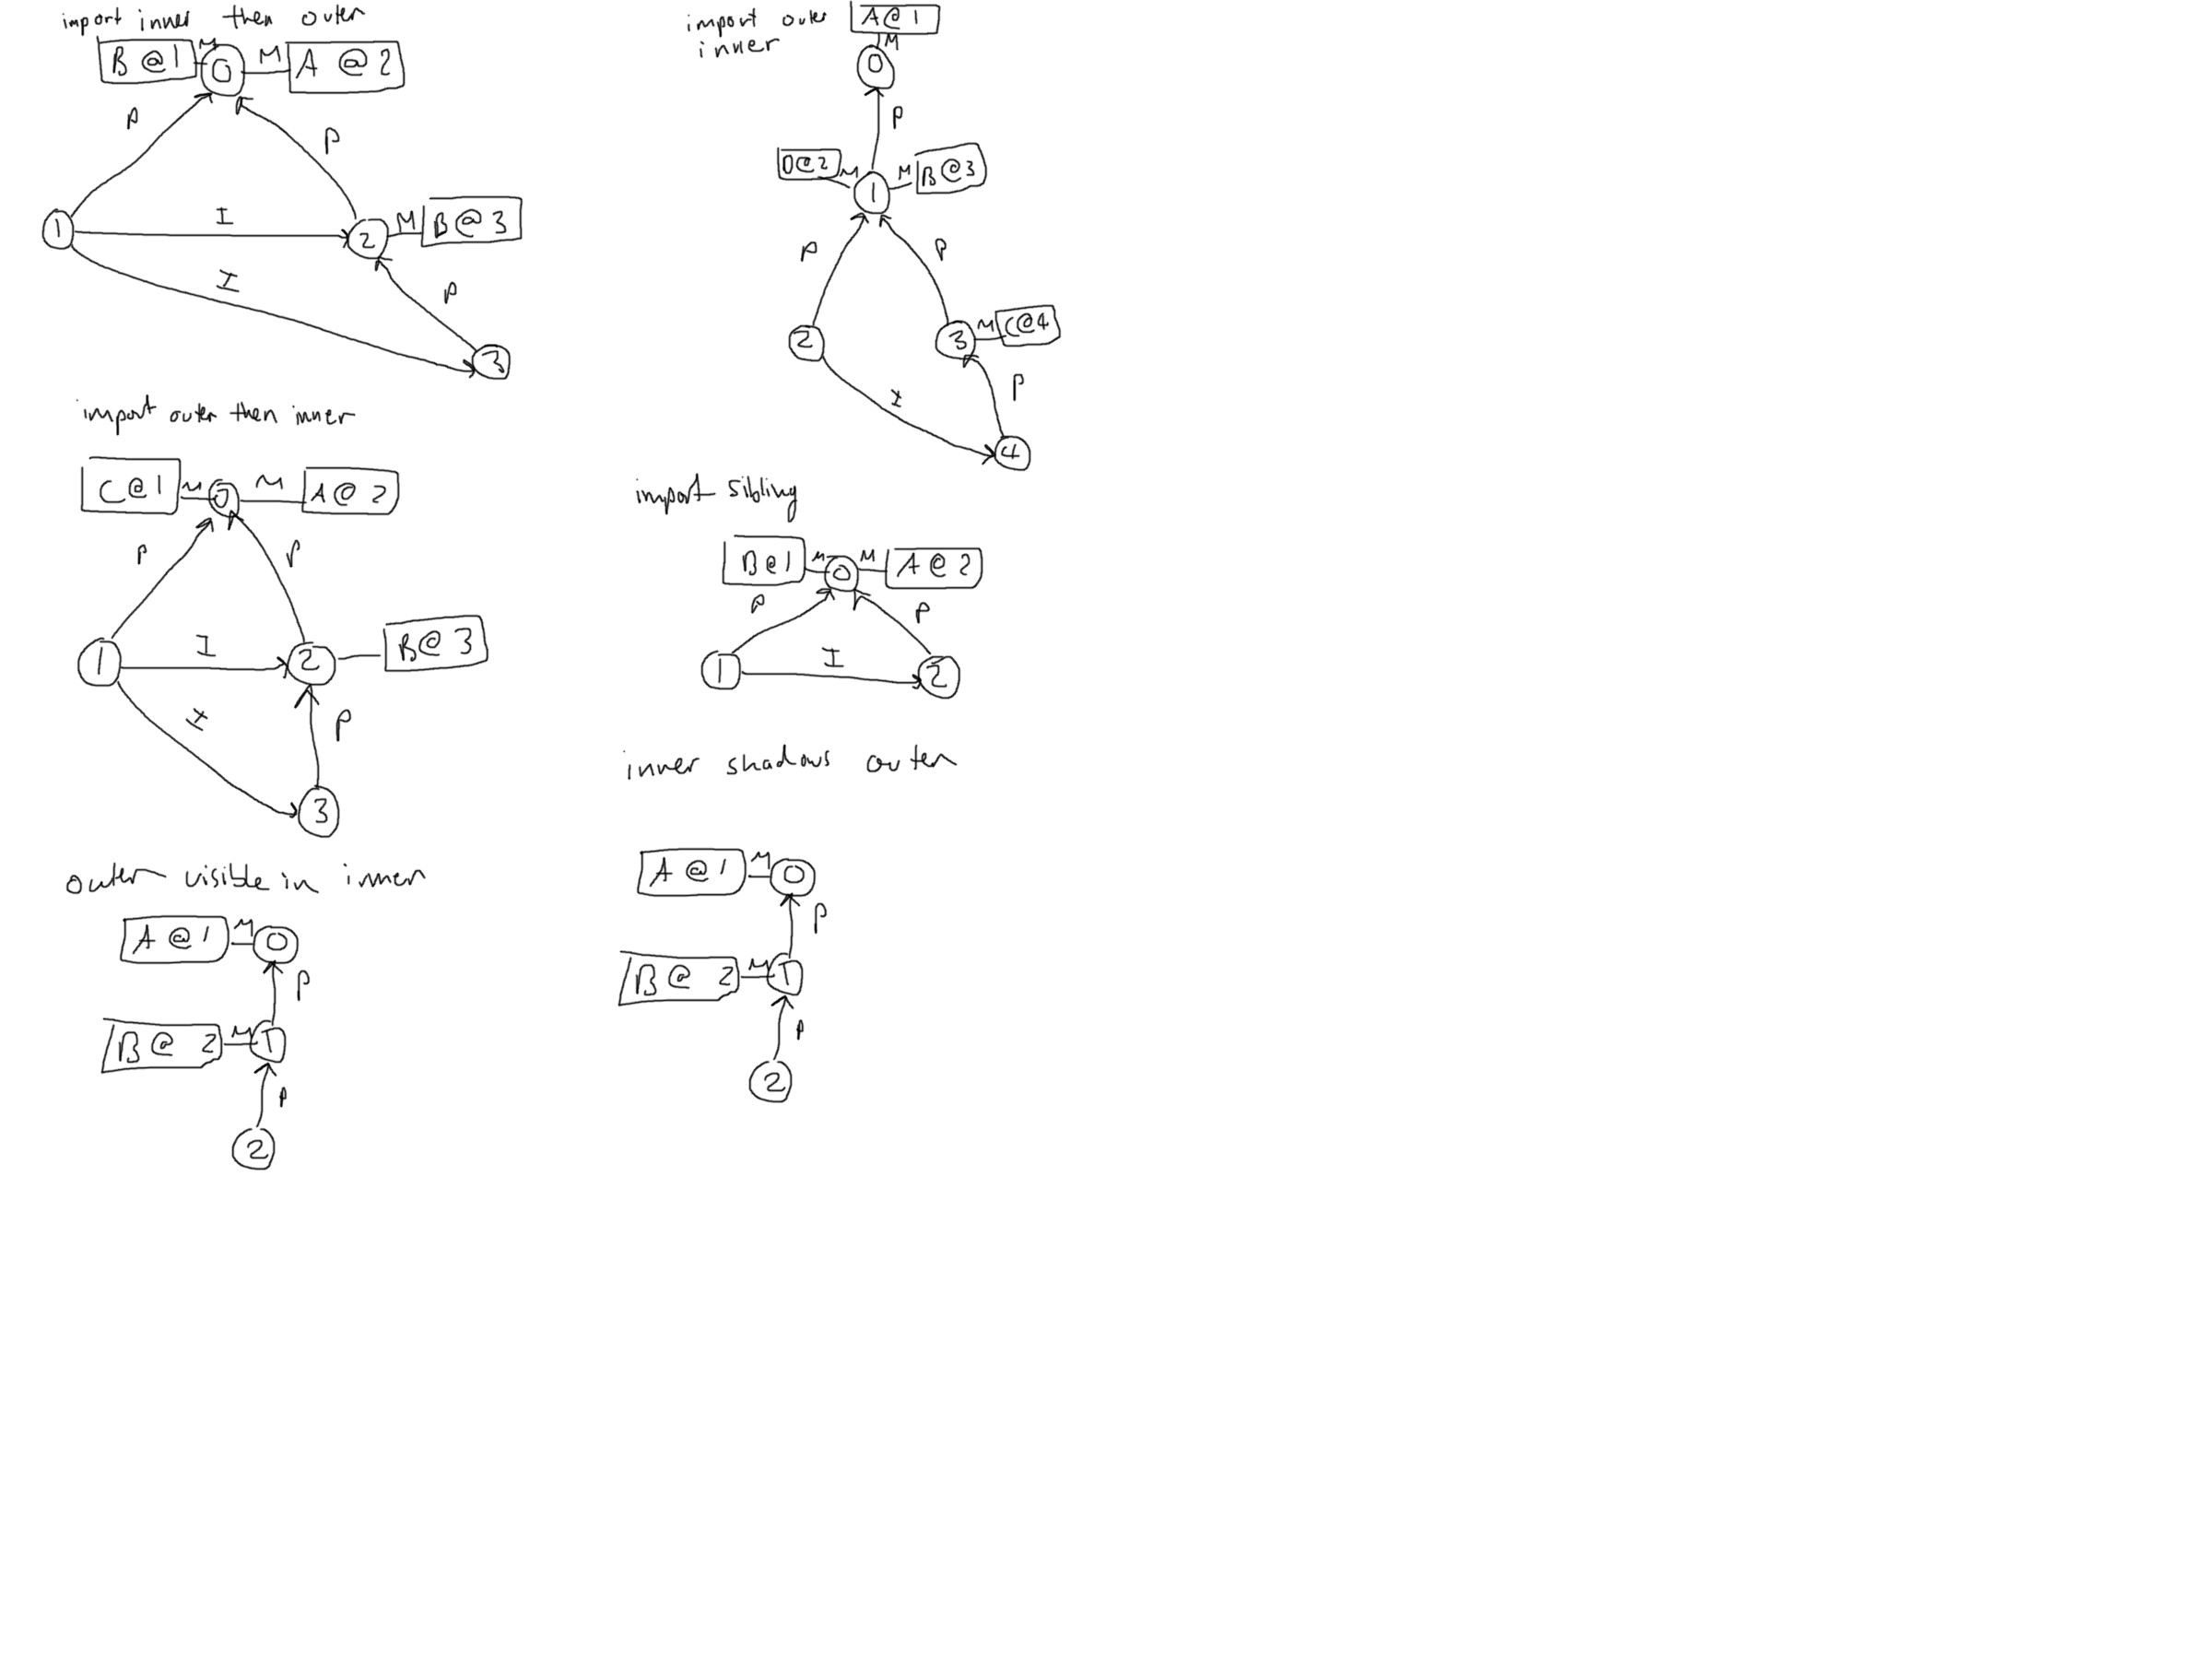 import inner then outer
B @ 1 M 0 M A @ 2
P P
1 I 2 M B @ 3
I P
3
import outer then inner
C @ 1 M 0 M A @ 2
P P
1 I 2 B @ 3
I P
3
outer visible in inner
A @ 1 M 0
P
B @ 2 M 1
P
2
import outer A @ 1
inner M
0
P
D@2 M 1 M B@3
P P
2 3 M C@4
I P
4
import sibling
B@1 M 0 M A @ 2
P P
1 I 2
inner shadows outer
A @ 1 M 0
P
B @ 2 M 1
P
2